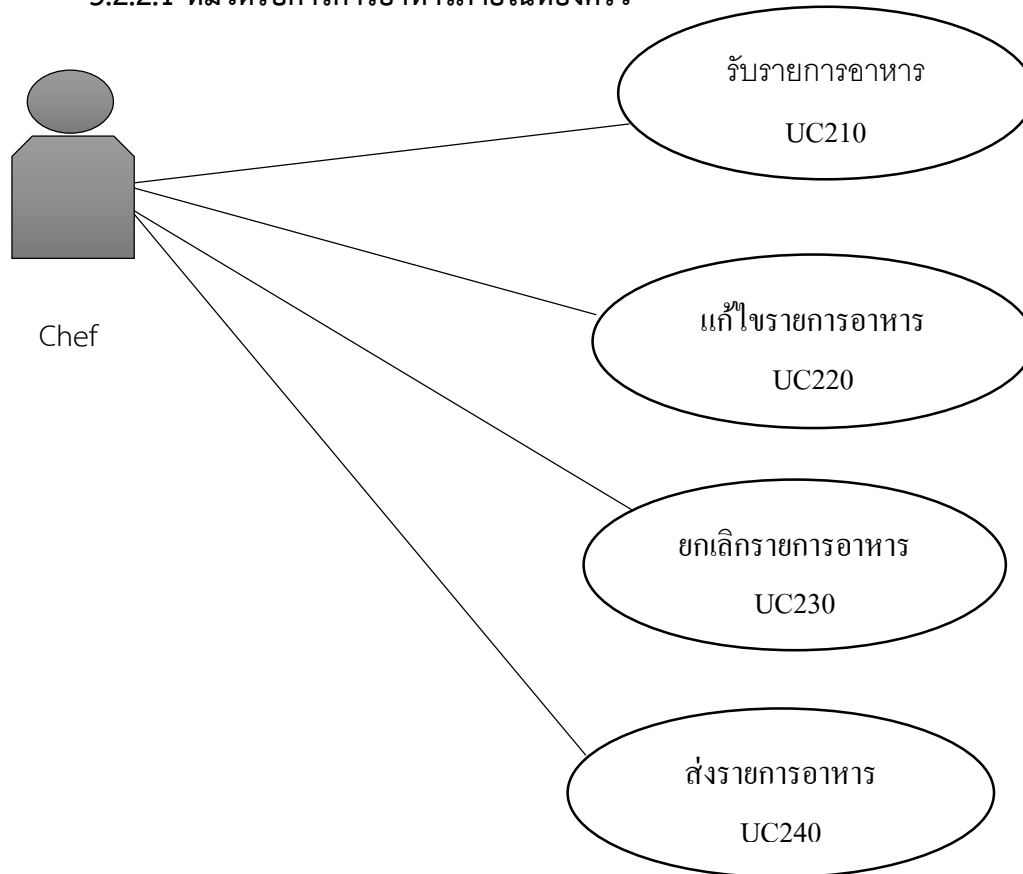 รับรายการอาหาร
UC210
แก้ไขรายการอาหาร
UC220
Chef
ยกเลิกรายการอาหาร
UC230
ส่งรายการอาหาร
UC240